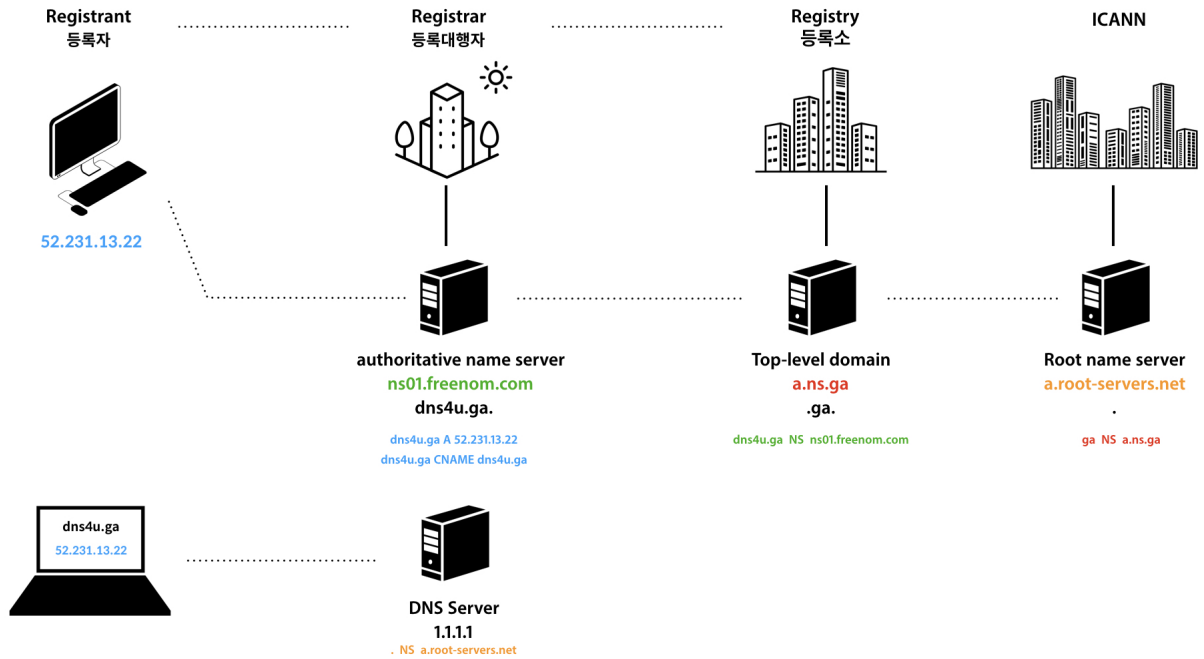 Registrant
등록자
Registrar
등록대행자
Registry
등록소
ICANN
52.231.13.22
authoritative name server
ns01.freenom.com
dns4u.ga.
dns4u.ga A 52.231.13.22
dns4u.ga CNAME dns4u.ga
Top-level domain
a.ns.ga
.ga.
dns4u.ga NS ns01.freenom.com
Root name server
a.root-servers.net
.
ga NS a.ns.ga
dns4u.ga
52.231.13.22
DNS Server
1.1.1.1
. NS a.root-servers.net